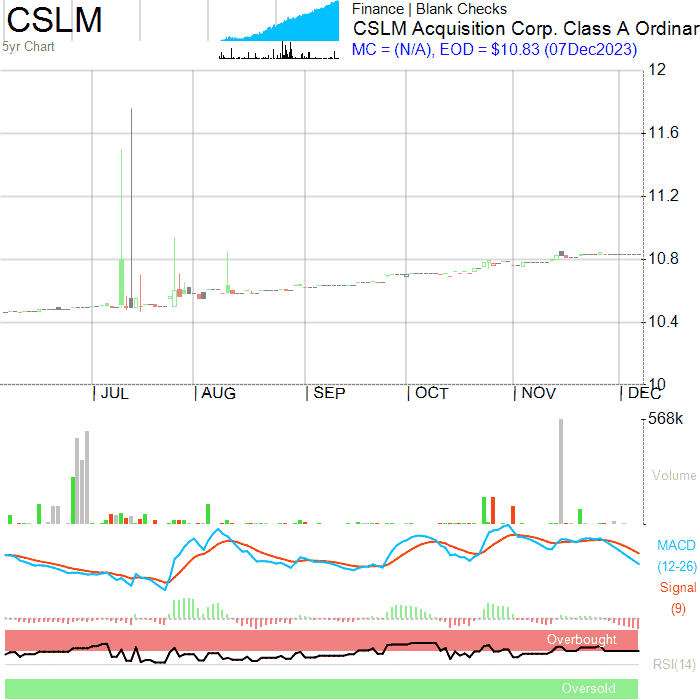 CSLM
5yr Chart
Finance | Blank Checks
CSLM Acquisition Corp. Class A Ordinar
MC = (N/A), EOD = $10.83 (07Dec2023)
12
11.6
11.2
10.8
10.4
10
| JUL | AUG | SEP | OCT | NOV | DEC
568k
Volume
MACD
(12-26)
Signal
(9)
Overbought
RSI(14)
Oversold